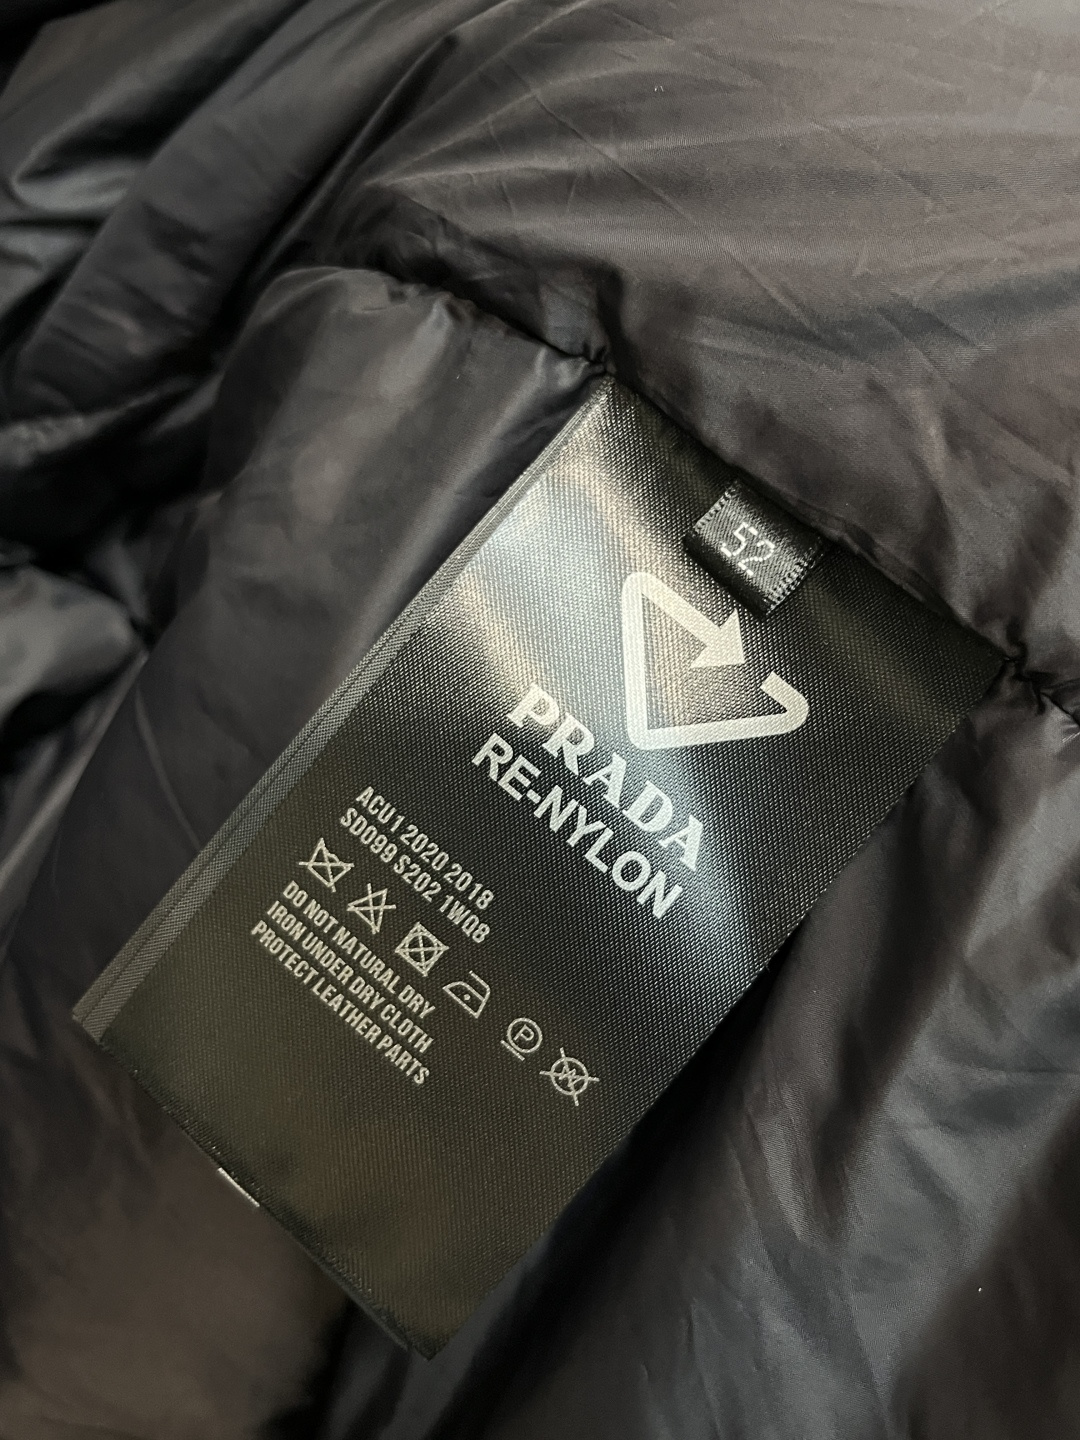 52
PRADA
RE-NYLON
ACU1 2020 2018
SD099 S202 1WQ8
P
W
DO NOT NATURAL DRY
IRON UNDER DRY CLOTH
PROTECT LEATHER PARTS